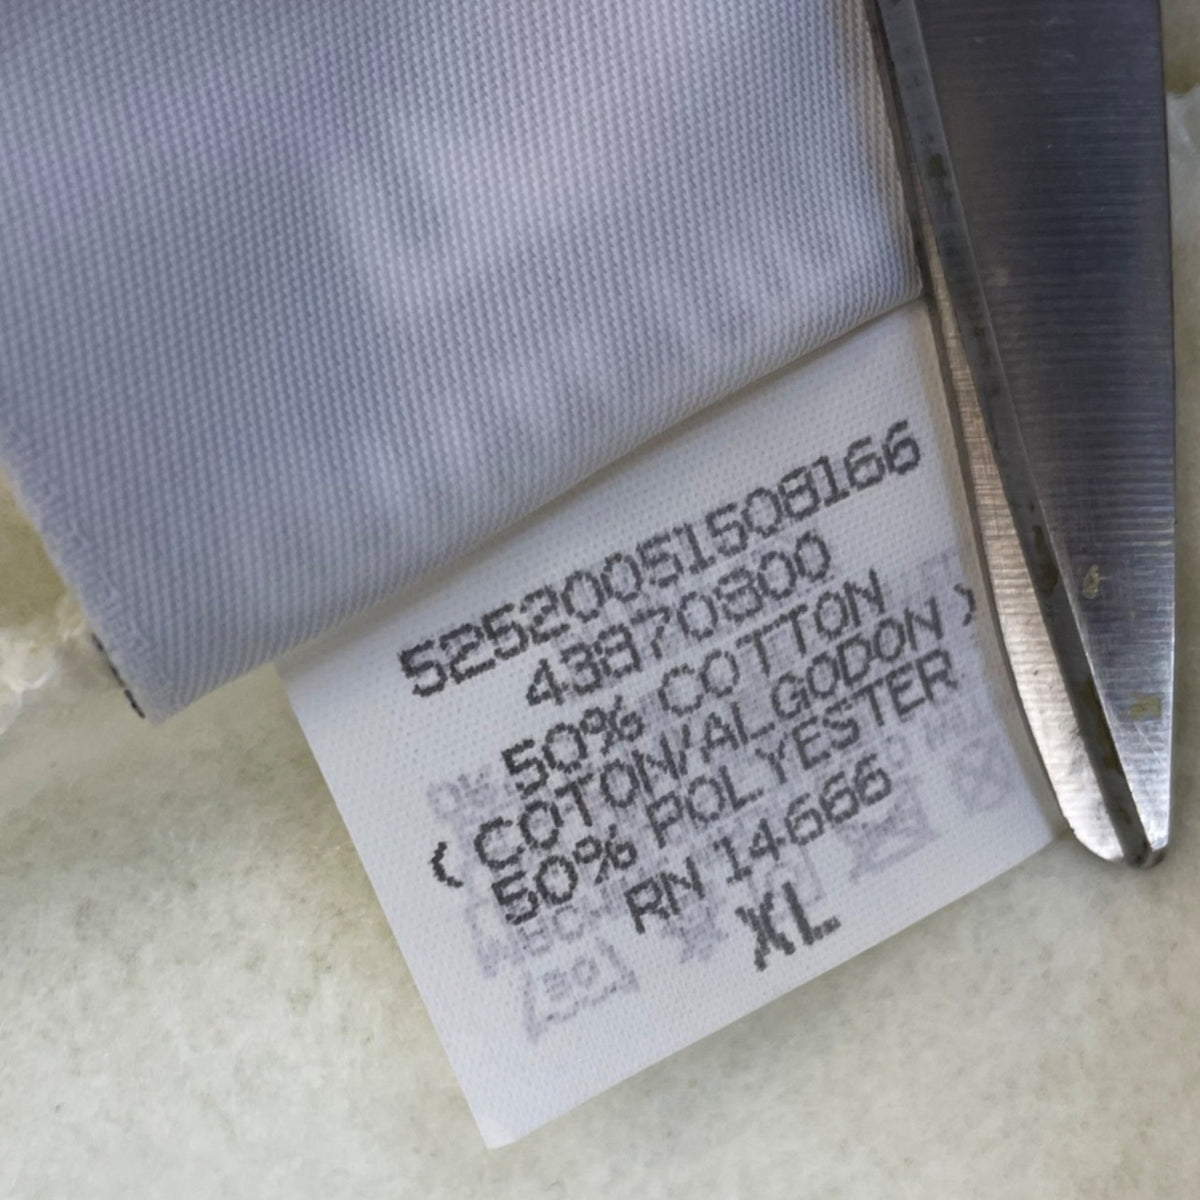 52520051508166
43870800
50% COTTON
( COTON/ALGODON )
50% POLYESTER
RN 14666
XL